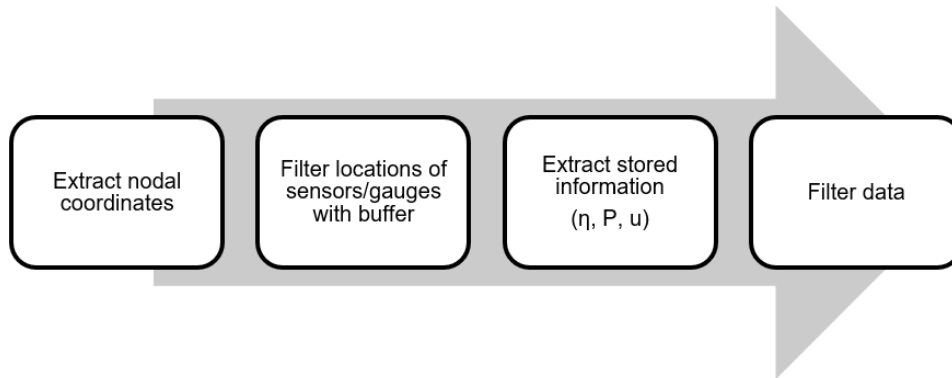 Extract nodal
coordinates
Filter locations of
sensors/gauges
with buffer
Extract stored
information
(η, P, u)
Filter data